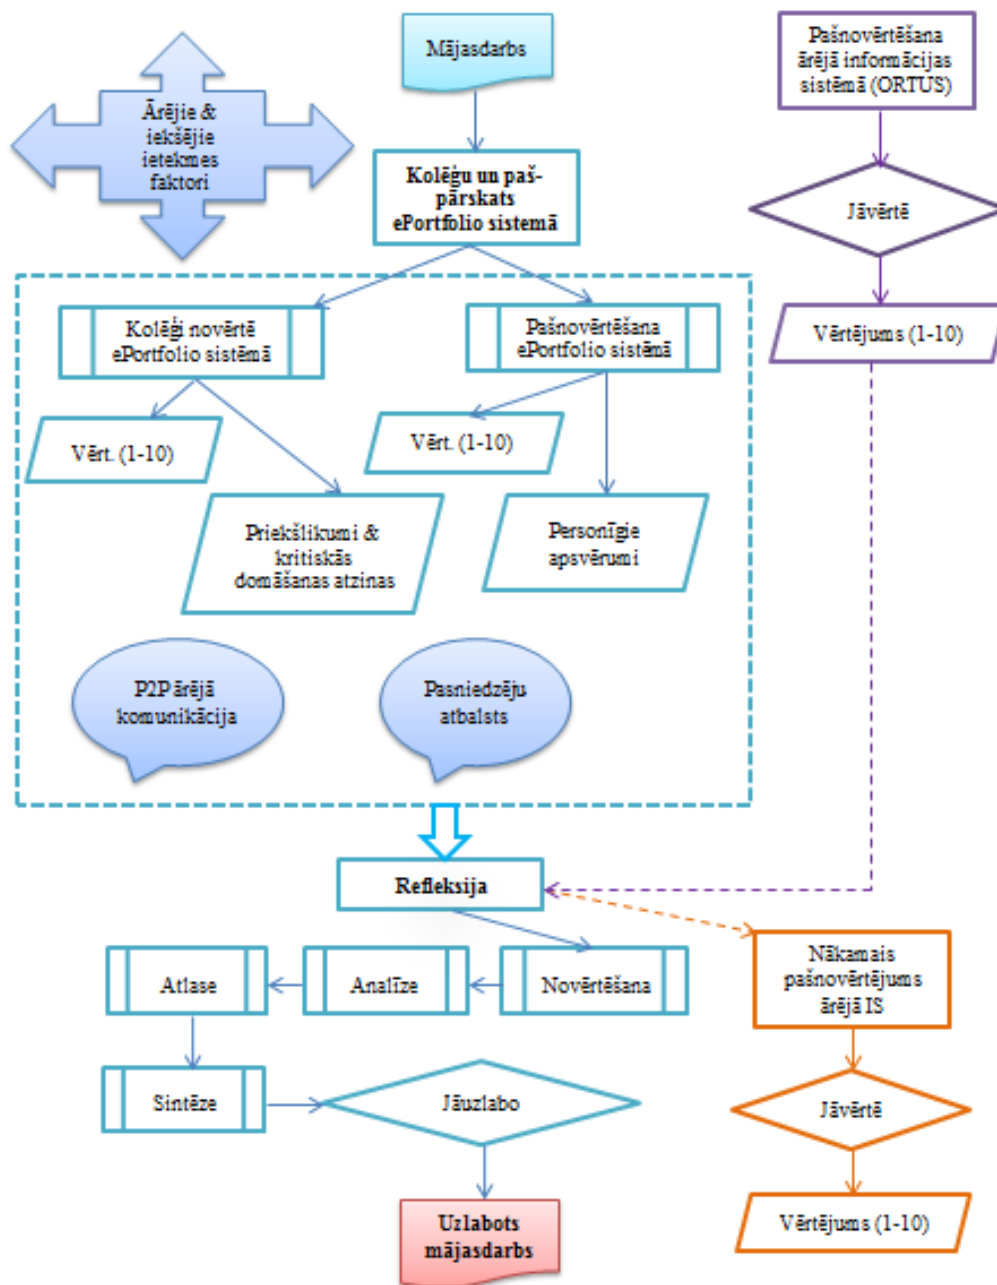 Mājasdarbs
Pašnovērtēšana
ārējā informācijas
sistēmā (ORTUS)
Ārējie &
iekšējie
ietekmes
faktori
Kolēģu un paš-
pārskats
ePortfolio sistēmā
Jāvērtē
Kolēģi novērtē
ePortfolio sistēmā
Pašnovērtēšana
ePortfolio sistēmā
Vērtējums (1-10)
Vērt. (1-10)
Vērt. (1-10)
Priekšlikumi &
kritiskās
domāšanas atziņas
Personīgie
apsvērumi
P2P ārējā
komunikācija
Pasniedzēju
atbalsts
Refleksija
Atlase
Analīze
Novērtēšana
Nākamais
pašnovērtējums
ārējā IS
Sintēze
Jāuzlabo
Jāvērtē
Uzlabots
mājasdarbs
Vērtējums (1-10)